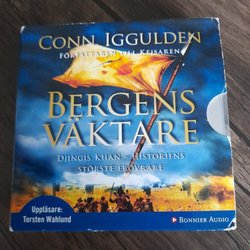 CONN IGGULDEN
FÖRFATTAREN TILL KEJSAREN
BERGENS
VÄKTARE
DJINGIS KHAN – HISTORIENS
STÖRSTE ERÖVRARE
Uppläsare:
Torsten Wahlund
BONNIER AUDIO